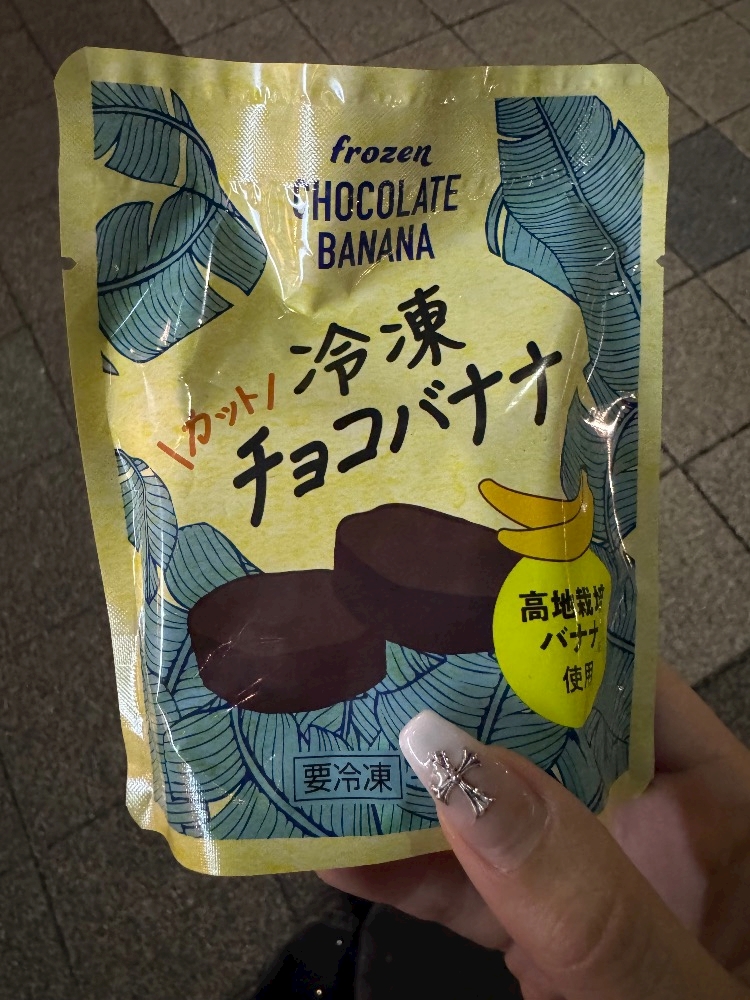 frozen
CHOCOLATE
BANANA
冷凍
カット
チョコバナナ
高地栽培
バナナ
使用
要冷凍